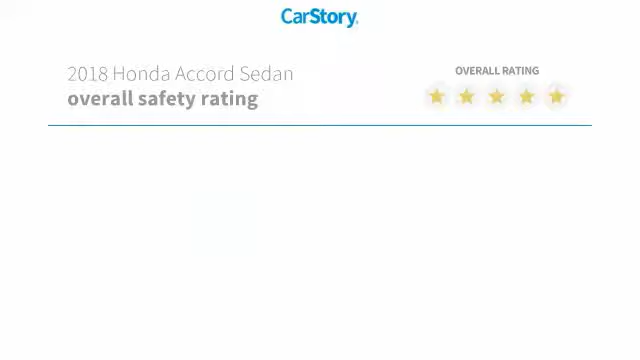 CarStory.
2018 Honda Accord Sedan
overall safety rating
OVERALL RATING